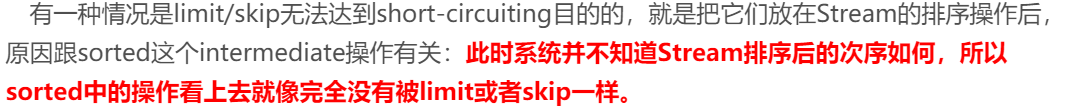 有一种情况是limit/skip无法达到short-circuiting目的的，就是把它们放在Stream的排序操作后，
原因跟sorted这个intermediate操作有关：此时系统并不知道Stream排序后的次序如何，所以
sorted中的操作看上去就像完全没有被limit或者skip一样。